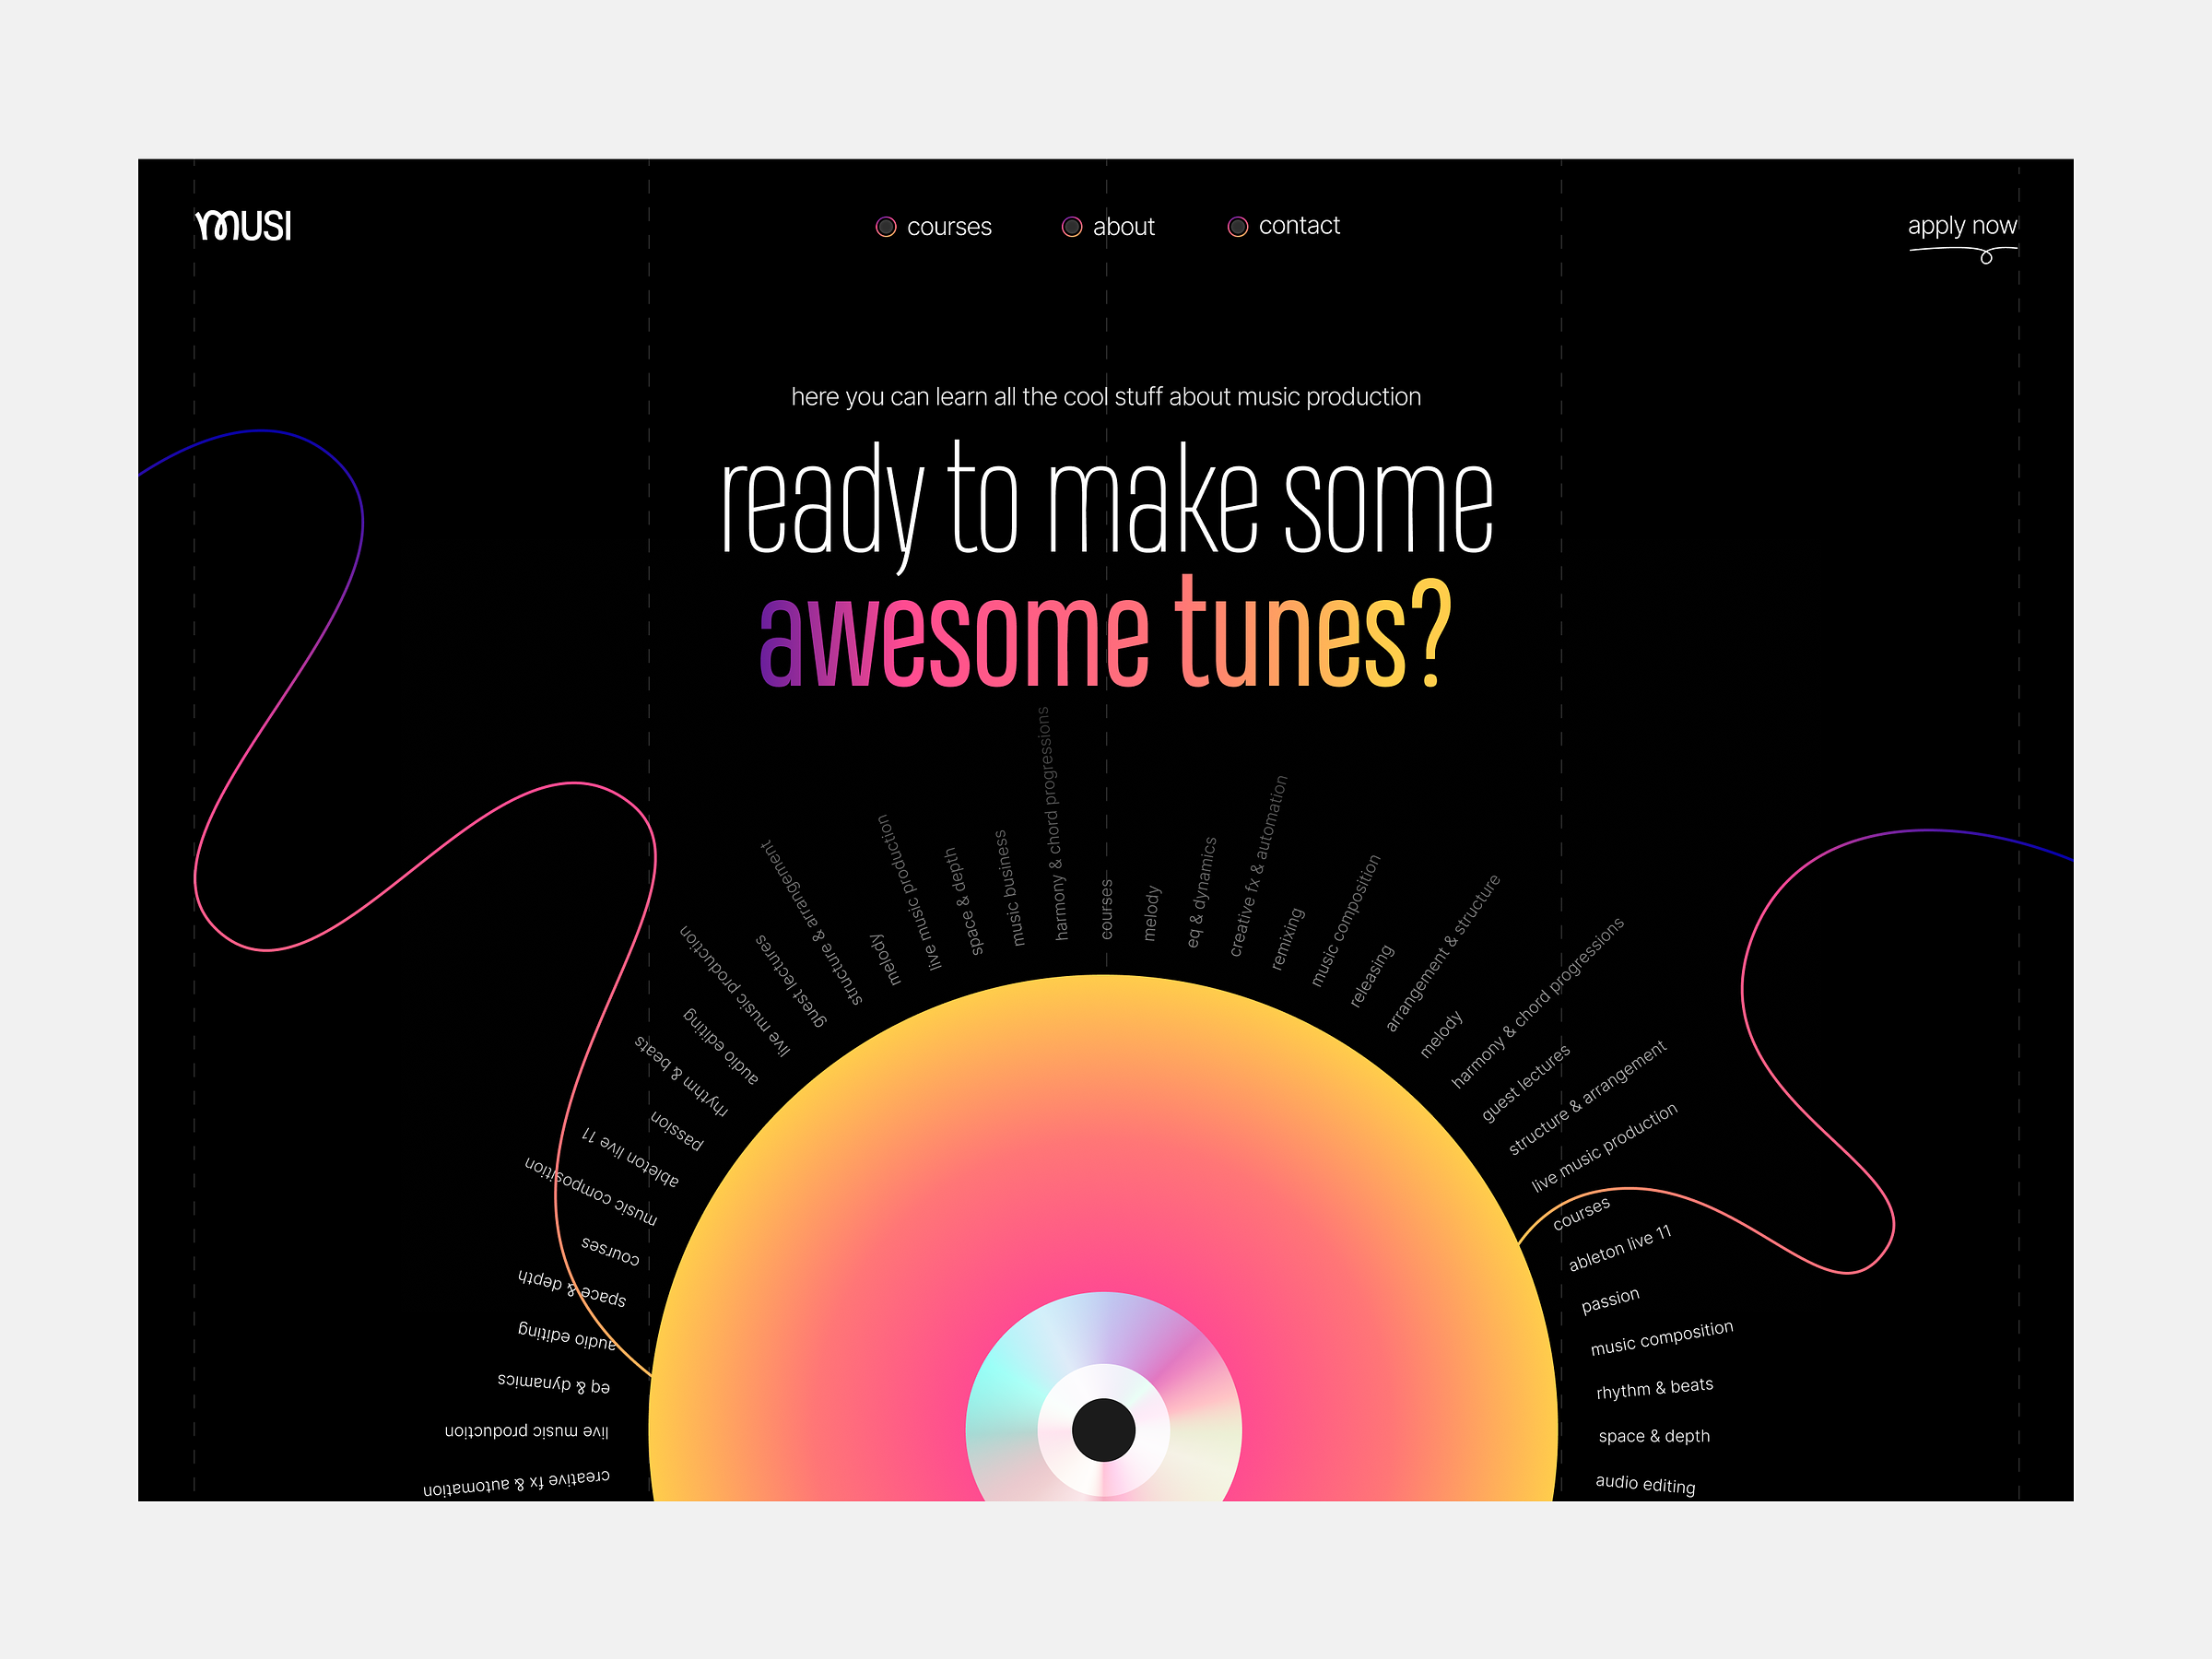 musi
courses
about
contact
apply now
here you can learn all the cool stuff about music production
ready to make some
awesome tunes?
creative fx & automation
live music production
eq & dynamics
audio editing
space & depth
courses
music composition
ableton live 11
passion
rhythm & beats
audio editing
live music production
guest lectures
structure & arrangement
melody
live music production
space & depth
music business
harmony & chord progressions
courses
melody
eq & dynamics
creative fx & automation
remixing
music composition
releasing
arrangement & structure
melody
harmony & chord progressions
guest lectures
structure & arrangement
live music production
courses
ableton live 11
passion
music composition
rhythm & beats
space & depth
audio editing